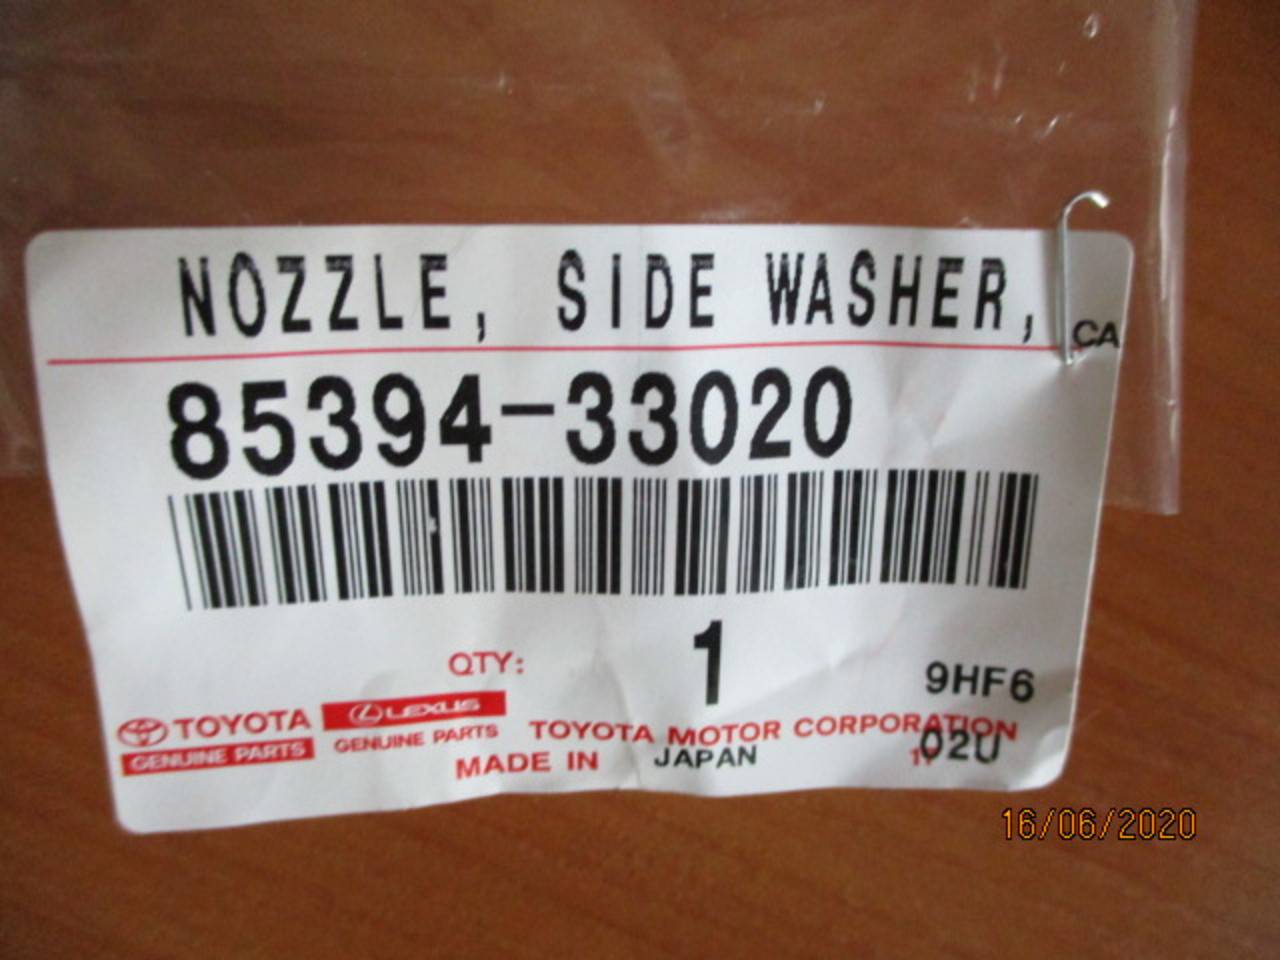 NOZZLE, SIDE WASHER,
CA
85394-33020
QTY: 1
9HF6
TOYOTA
GENUINE PARTS
LEXUS
GENUINE PARTS
TOYOTA MOTOR CORPORATION
MADE IN JAPAN
02U
16/06/2020